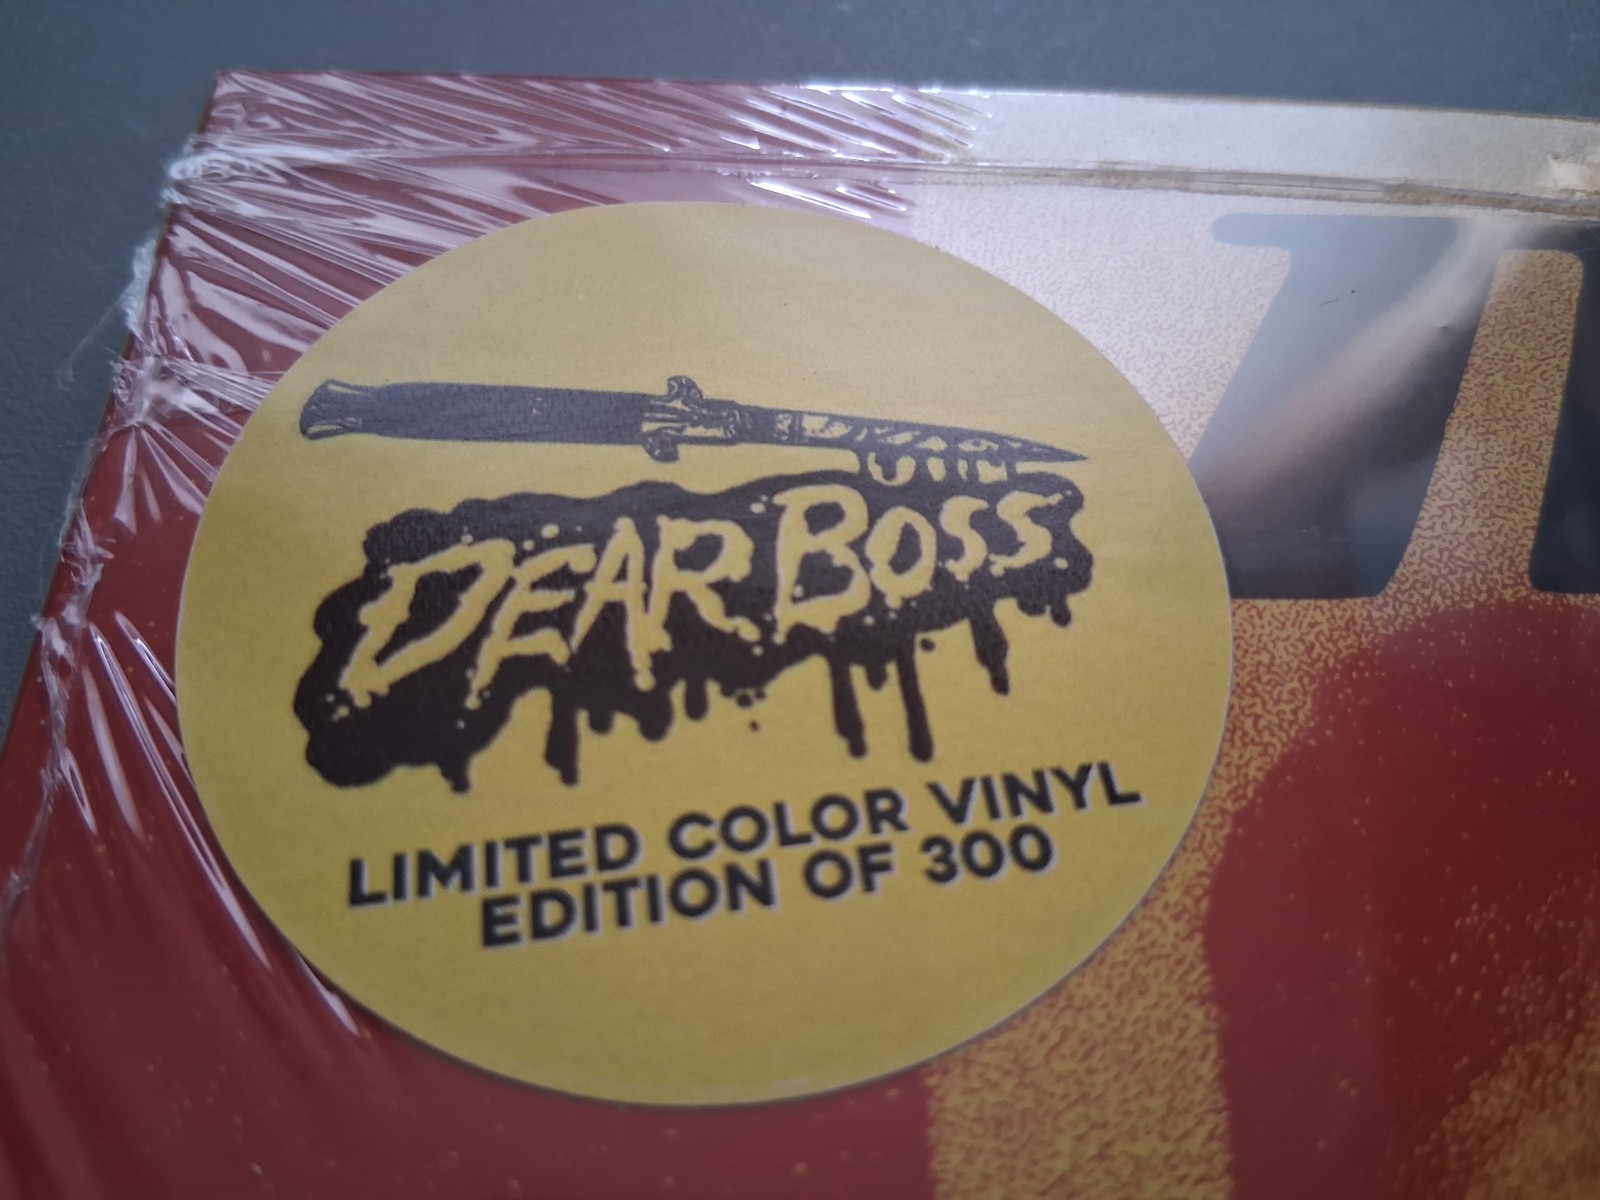 DEAR BOSS
LIMITED COLOR VINYL
EDITION OF 300